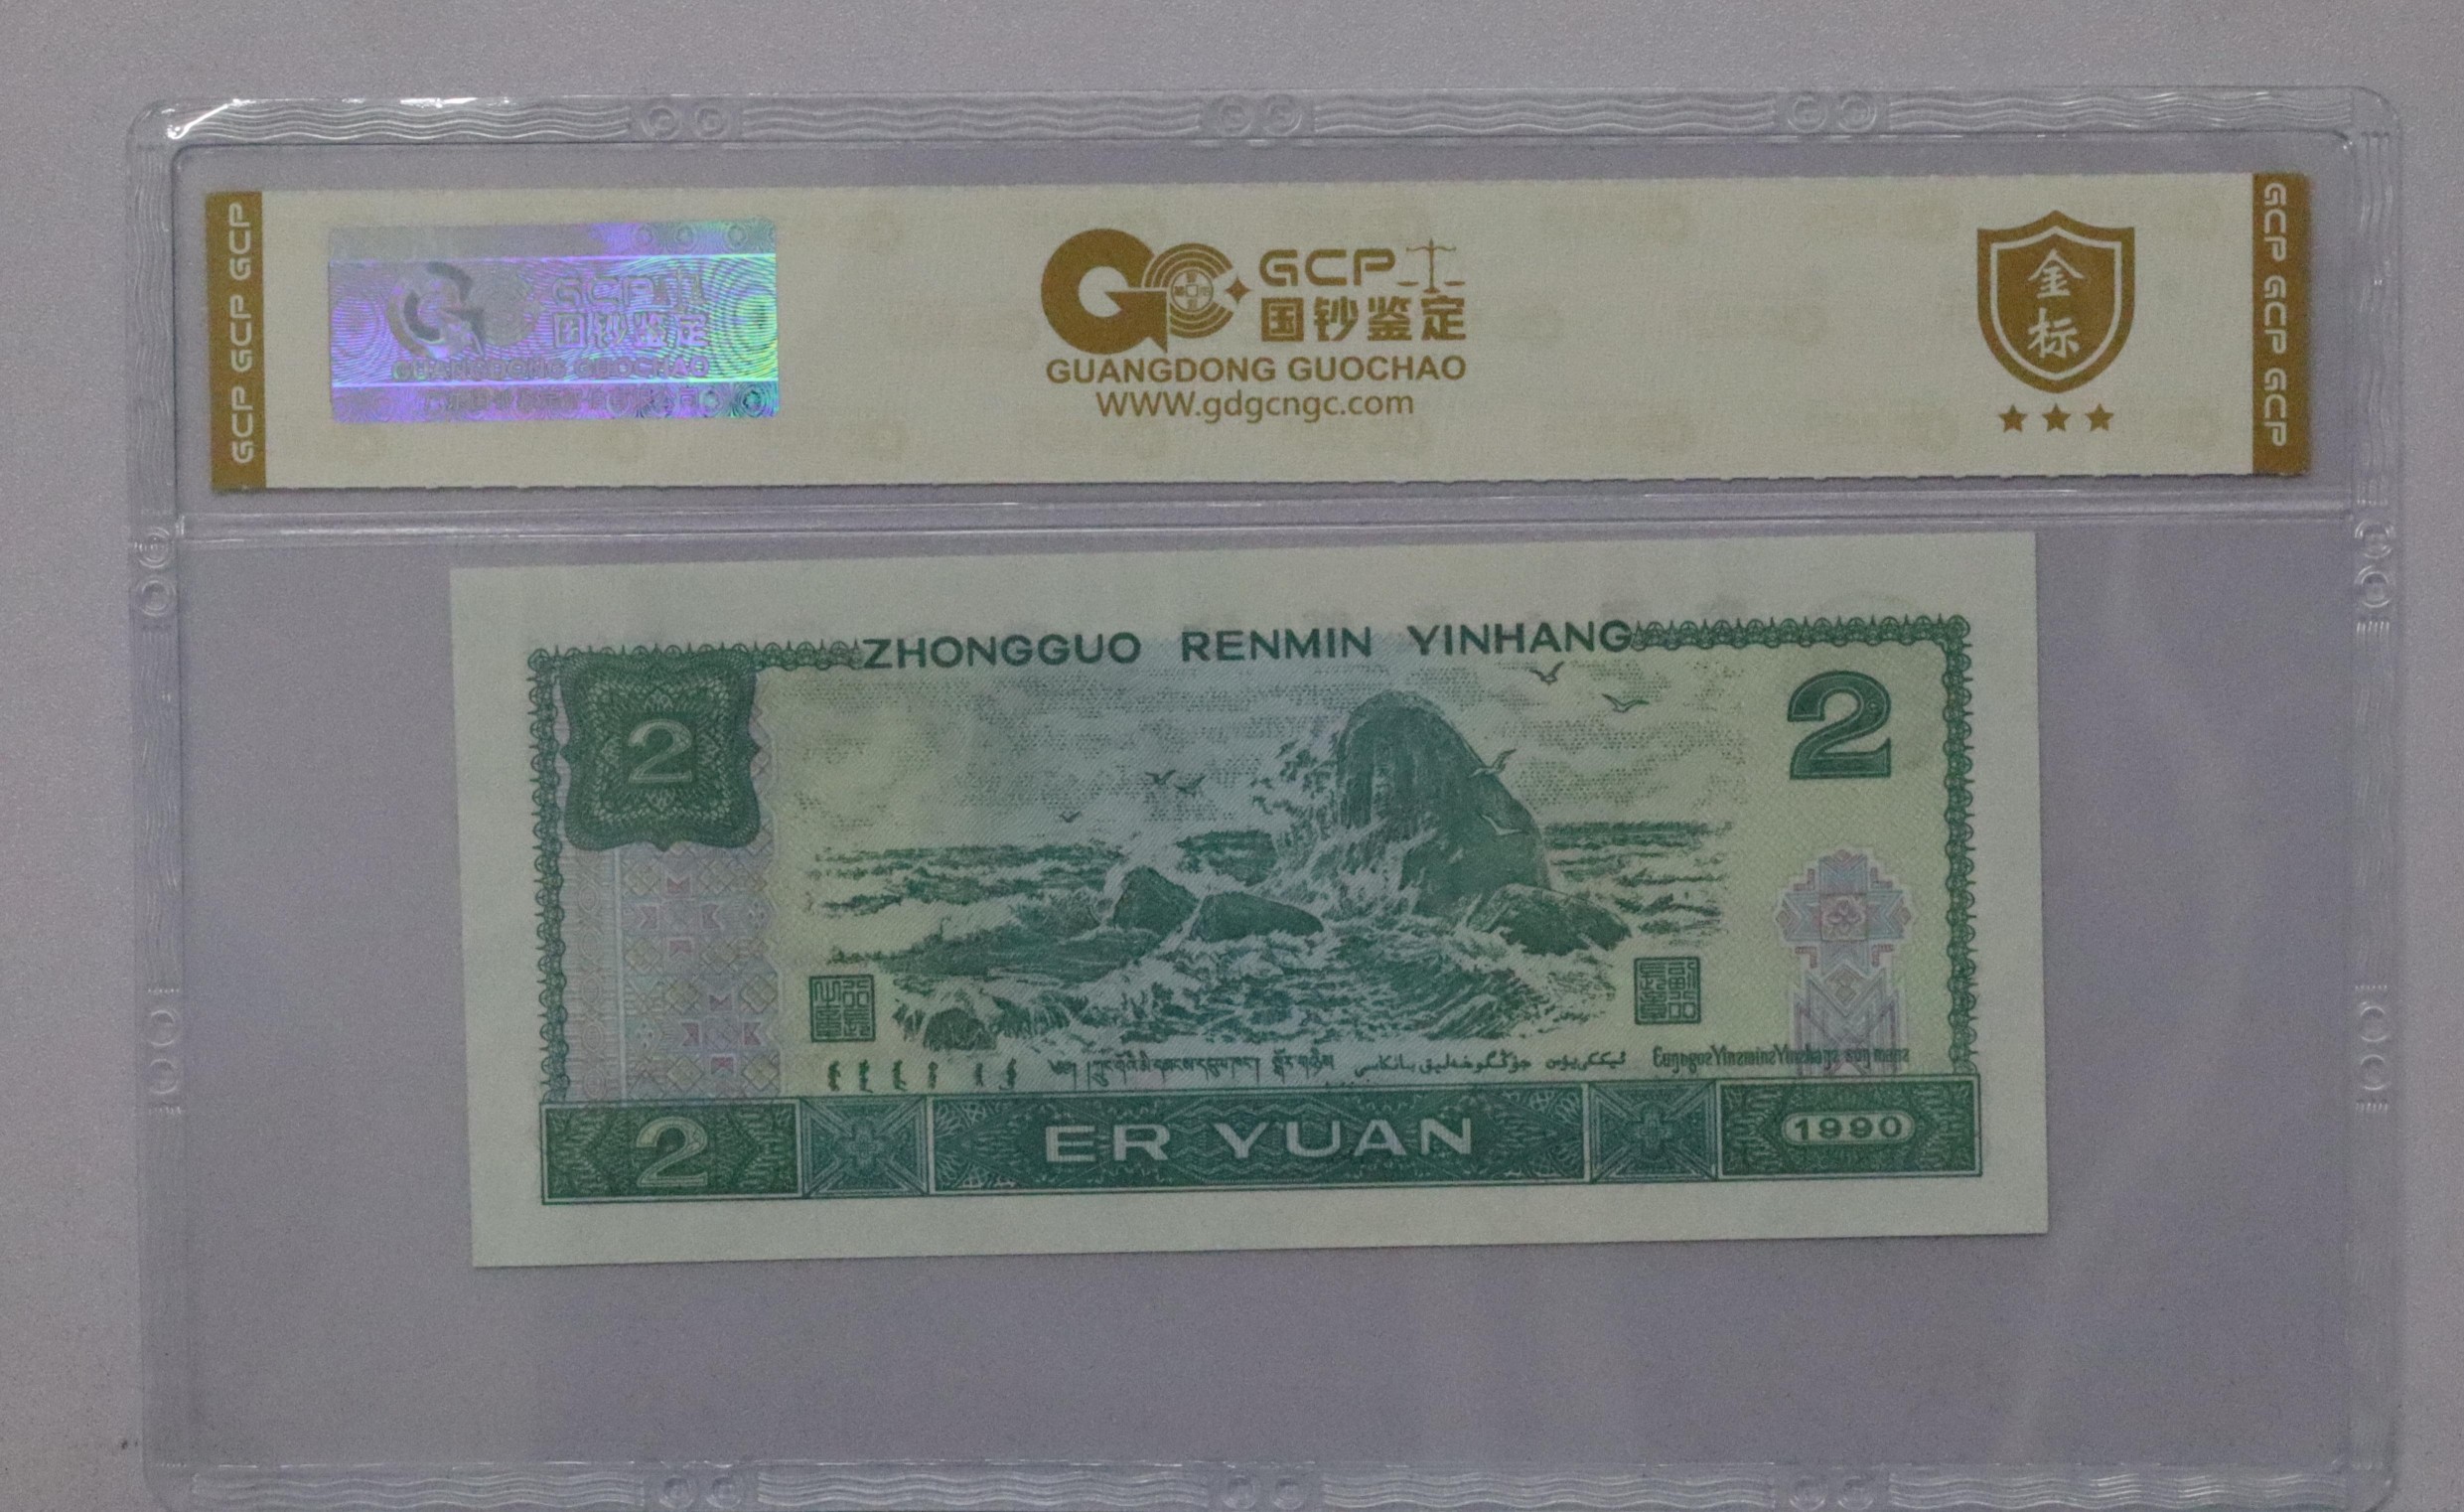 GCP GCP GCP
GCP
国钞鉴定
GUANGDONG GUOCHAO
GCP
国钞鉴定
GUANGDONG GUOCHAO
WWW.gdgcngc.com
金
标
GCP GCP GCP
ZHONGGUO RENMIN YINHANG
2
2
2
ER YUAN
1990